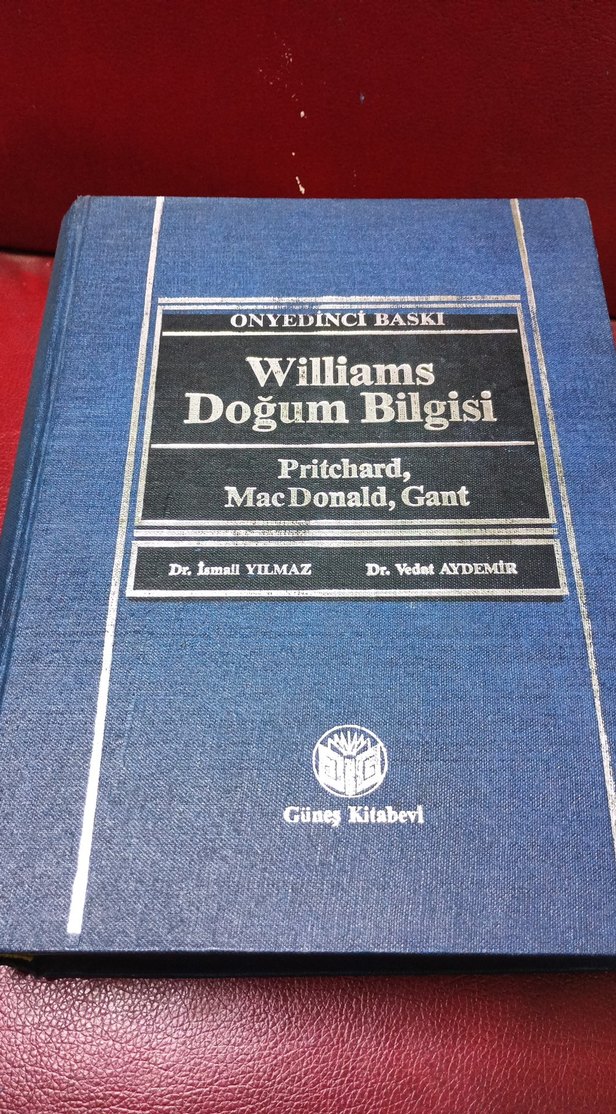 ONYEDİNCİ BASKI
Williams
Doğum Bilgisi
Pritchard,
MacDonald, Gant
Dr. İsmail YILMAZ Dr. Vedat AYDEMİR
Güneş Kitabevi